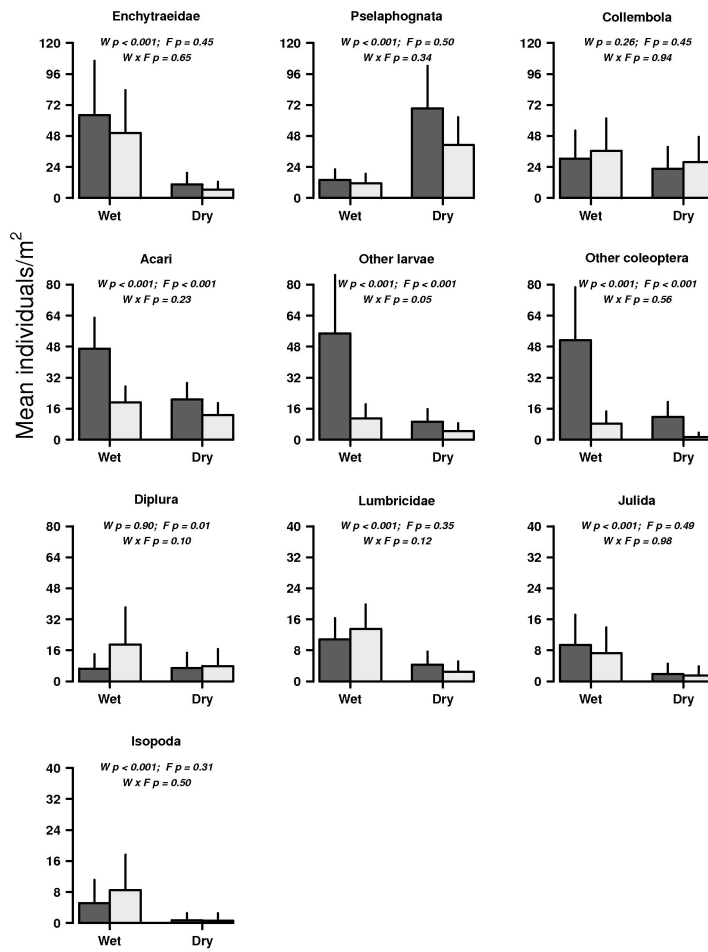 Enchytraeidae
W p < 0.001; F p = 0.45
W x F p = 0.65
120
96
72
48
24
0
Wet Dry
Pselaphognata
W p < 0.001; F p = 0.50
W x F p = 0.34
120
96
72
48
24
0
Wet Dry
Collembola
W p = 0.26; F p = 0.45
W x F p = 0.94
120
96
72
48
24
0
Wet Dry
Mean individuals/m²
Acari
W p < 0.001; F p < 0.001
W x F p = 0.23
80
64
48
32
16
0
Wet Dry
Other larvae
W p < 0.001; F p < 0.001
W x F p = 0.05
80
64
48
32
16
0
Wet Dry
Other coleoptera
W p < 0.001; F p < 0.001
W x F p = 0.56
80
64
48
32
16
0
Wet Dry
Diplura
W p = 0.90; F p = 0.01
W x F p = 0.10
80
64
48
32
16
0
Wet Dry
Lumbricidae
W p < 0.001; F p = 0.35
W x F p = 0.12
40
32
24
16
8
0
Wet Dry
Julida
W p < 0.001; F p = 0.49
W x F p = 0.98
40
32
24
16
8
0
Wet Dry
Isopoda
W p < 0.001; F p = 0.31
W x F p = 0.50
40
32
24
16
8
0
Wet Dry